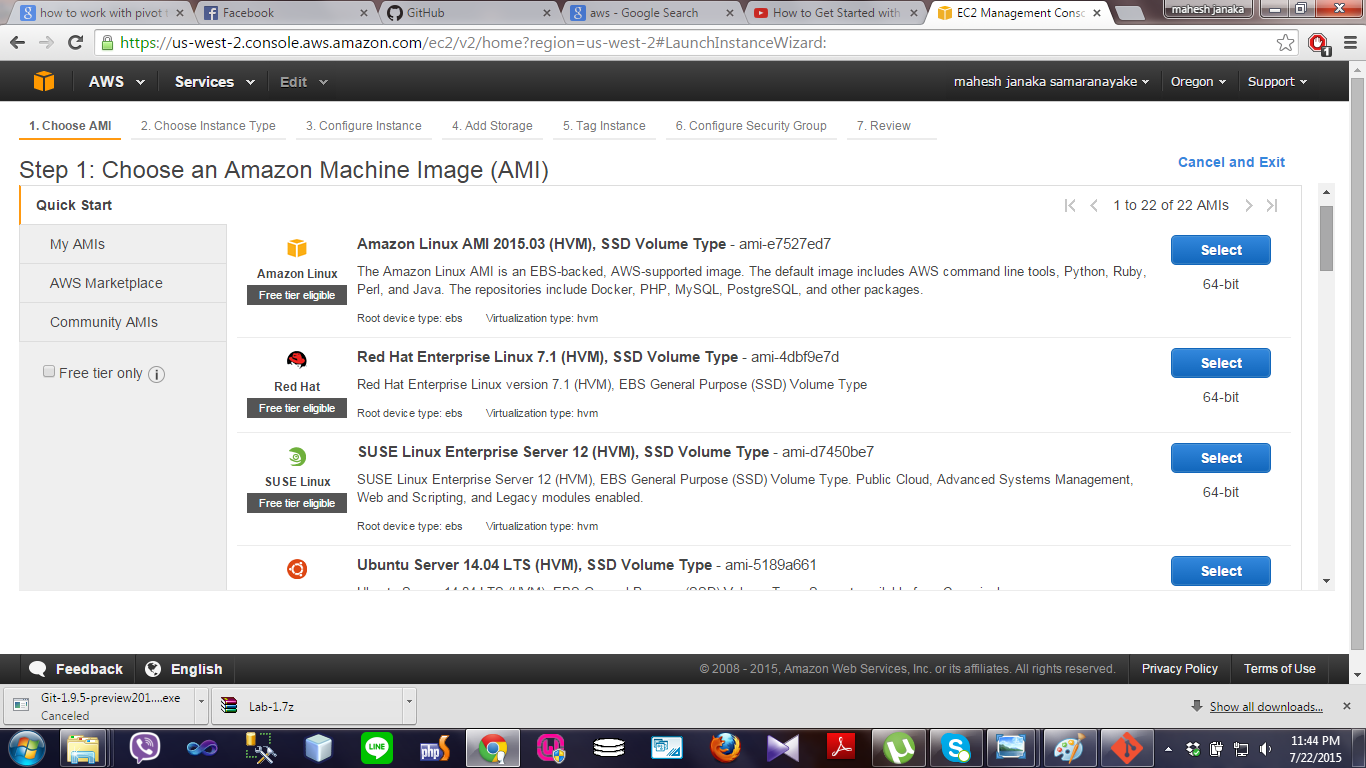 how to work with pivot t
Facebook
GitHub
aws - Google Search
How to Get Started with
EC2 Management Conso
mahesh janaka
https://us-west-2.console.aws.amazon.com/ec2/v2/home?region=us-west-2#LaunchInstanceWizard:
1
AWS
Services
Edit
mahesh janaka samaranayake
Oregon
Support
1. Choose AMI
2. Choose Instance Type
3. Configure Instance
4. Add Storage
5. Tag Instance
6. Configure Security Group
7. Review
Step 1: Choose an Amazon Machine Image (AMI)
Cancel and Exit
Quick Start
My AMIs
AWS Marketplace
Community AMIs
Free tier only
1 to 22 of 22 AMIs
Amazon Linux
Free tier eligible
Amazon Linux AMI 2015.03 (HVM), SSD Volume Type - ami-e7527ed7
The Amazon Linux AMI is an EBS-backed, AWS-supported image. The default image includes AWS command line tools, Python, Ruby,
Perl, and Java. The repositories include Docker, PHP, MySQL, PostgreSQL, and other packages.
Root device type: ebs
Virtualization type: hvm
Select
64-bit
Red Hat
Free tier eligible
Red Hat Enterprise Linux 7.1 (HVM), SSD Volume Type - ami-4dbf9e7d
Red Hat Enterprise Linux version 7.1 (HVM), EBS General Purpose (SSD) Volume Type
Root device type: ebs
Virtualization type: hvm
Select
64-bit
SUSE Linux
Free tier eligible
SUSE Linux Enterprise Server 12 (HVM), SSD Volume Type - ami-d7450be7
SUSE Linux Enterprise Server 12 (HVM), EBS General Purpose (SSD) Volume Type. Public Cloud, Advanced Systems Management,
Web and Scripting, and Legacy modules enabled.
Root device type: ebs
Virtualization type: hvm
Select
64-bit
Ubuntu Server 14.04 LTS (HVM), SSD Volume Type - ami-5189a661
Select
Feedback
English
© 2008 - 2015, Amazon Web Services, Inc. or its affiliates. All rights reserved.
Privacy Policy
Terms of Use
Git-1.9.5-preview201....exe
Canceled
Lab-1.7z
Show all downloads...
LINE
php
11:44 PM
7/22/2015